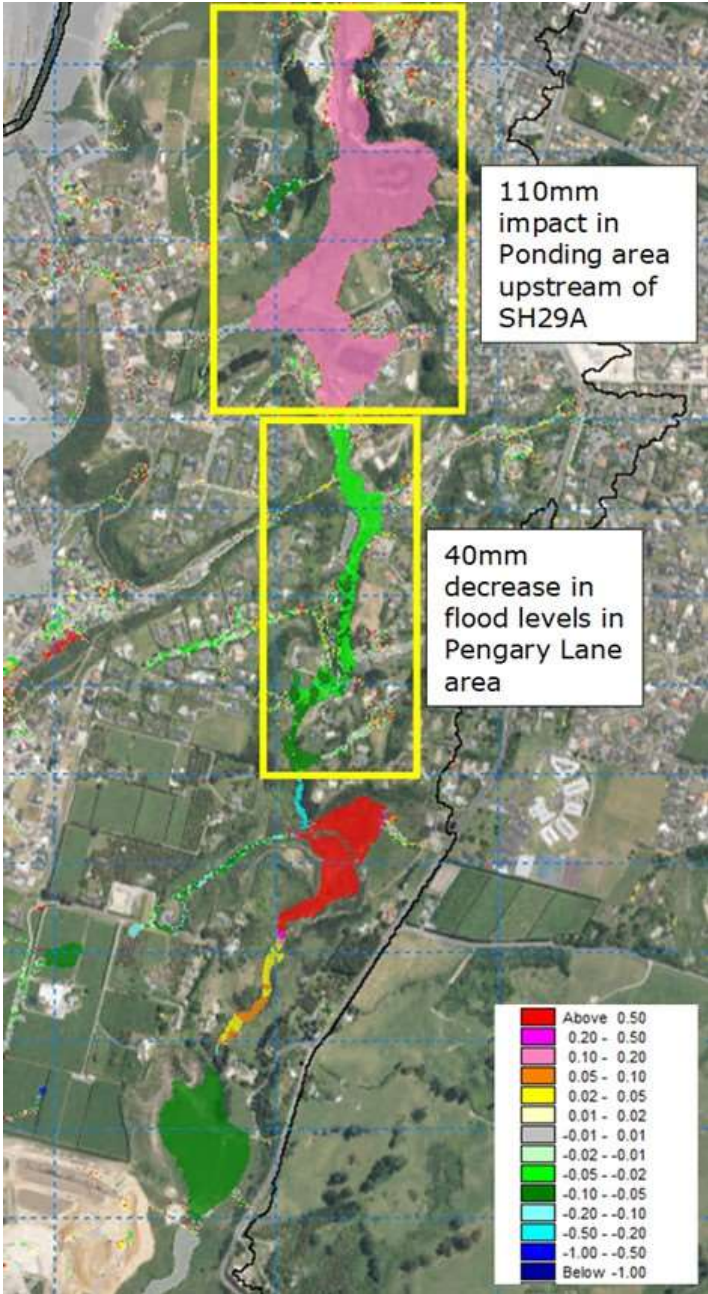 110mm
impact in
Ponding area
upstream of
SH29A
40mm
decrease in
flood levels in
Pengary Lane
area
Above 0.50
0.20 - 0.50
0.10 - 0.20
0.05 - 0.10
0.02 - 0.05
0.01 - 0.02
-0.01 - 0.01
-0.02 - -0.01
-0.05 - -0.02
-0.10 - -0.05
-0.20 - -0.10
-0.50 - -0.20
-1.00 - -0.50
Below -1.00